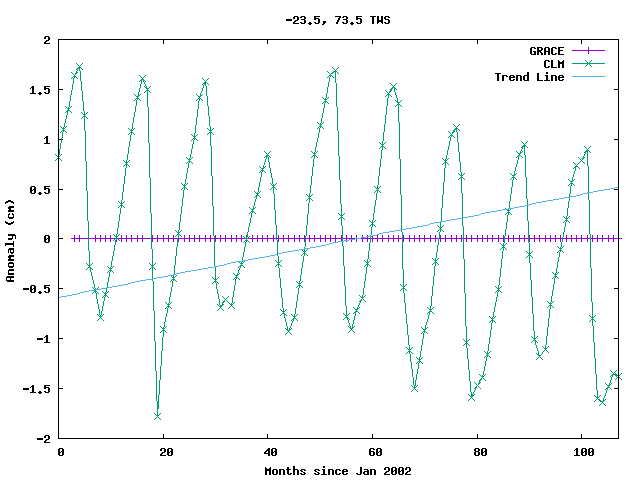 -23.5, 73.5 TWS
GRACE
CLM
Trend Line
2
1.5
1
0.5
0
-0.5
-1
-1.5
-2
Anomaly (cm)
0 20 40 60 80 100
Months since Jan 2002